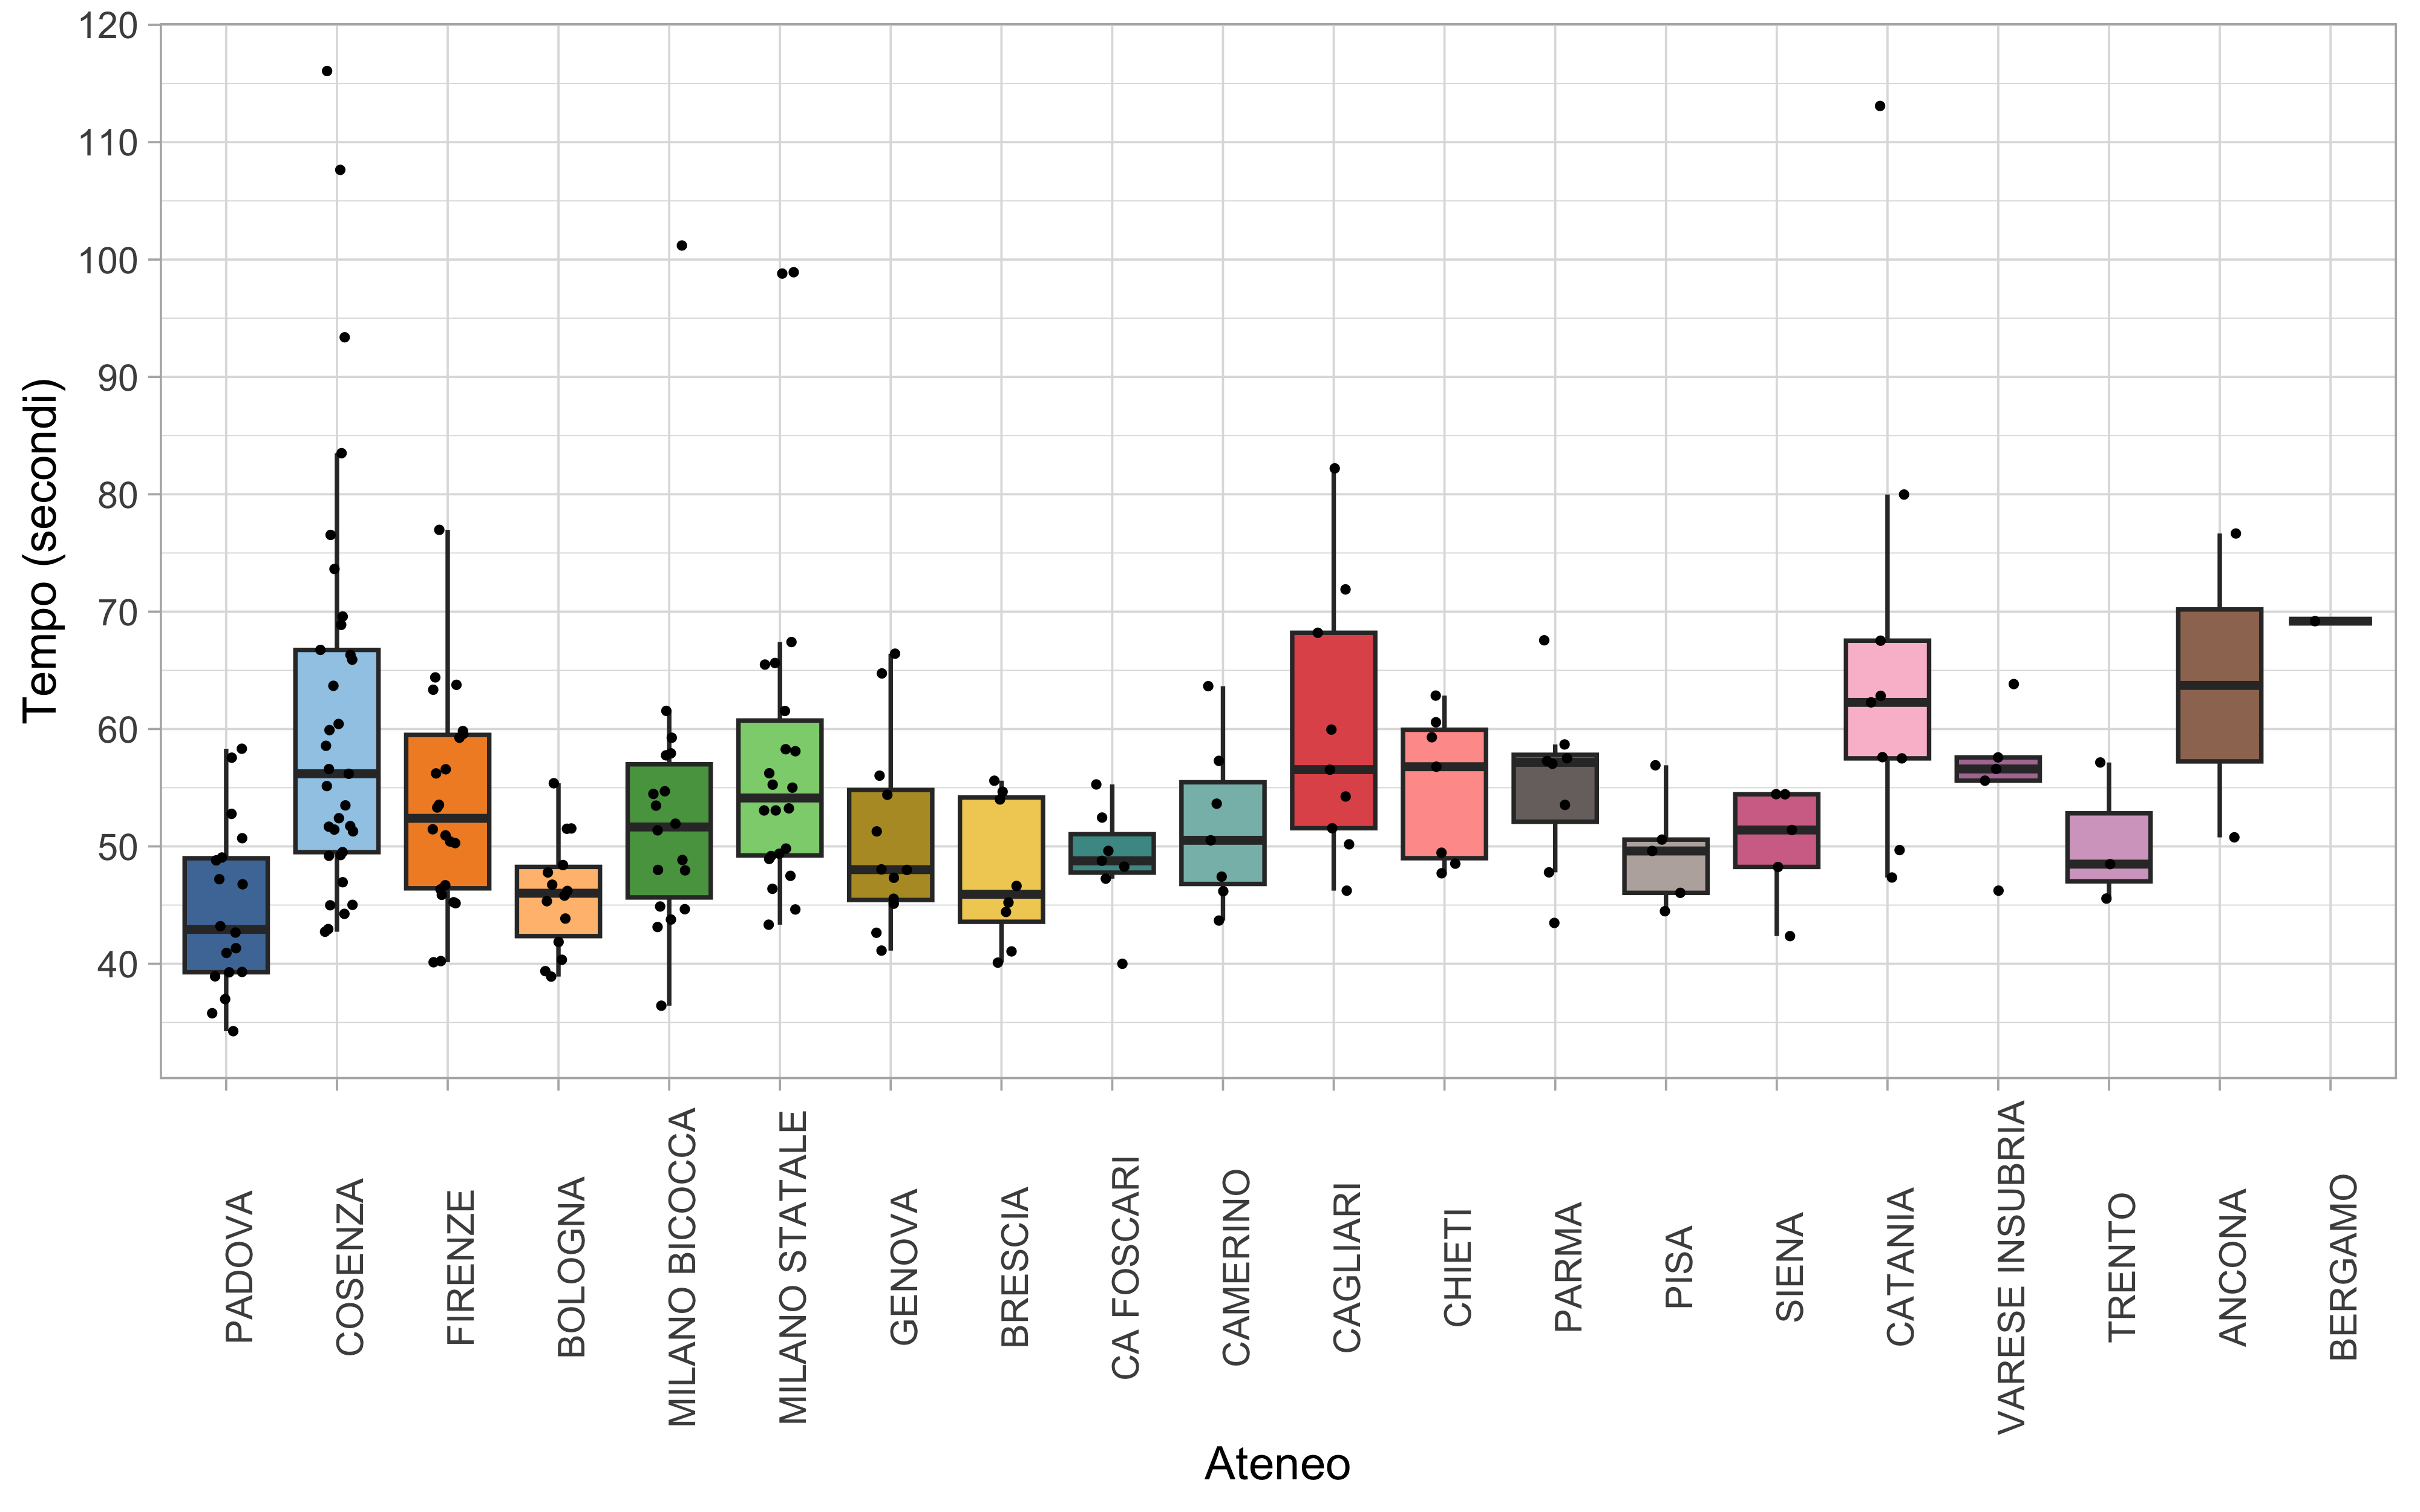 120
110
100
90
80
70
60
50
40
Tempo (secondi)
PADOVA
COSENZA
FIRENZE
BOLOGNA
MILANO BICOCCA
MILANO STATALE
GENOVA
BRESCIA
CA FOSCARI
CAMERINO
CAGLIARI
CHIETI
PARMA
PISA
SIENA
CATANIA
VARESE INSUBRIA
TRENTO
ANCONA
BERGAMO
Ateneo